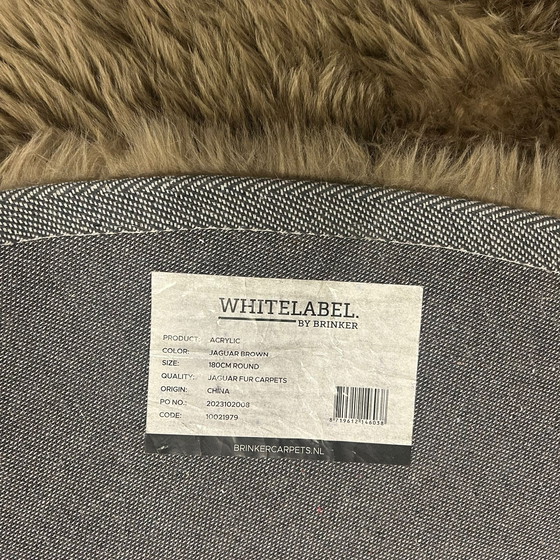 WHITELABEL.
BY BRINKER
PRODUCT: ACRYLIC
COLOR: JAGUAR BROWN
SIZE: 180CM ROUND
QUALITY: JAGUAR FUR CARPETS
ORIGIN: CHINA
PO NO.: 2023102008
CODE: 10021979
8719612146038
BRINKERCARPETS.NL